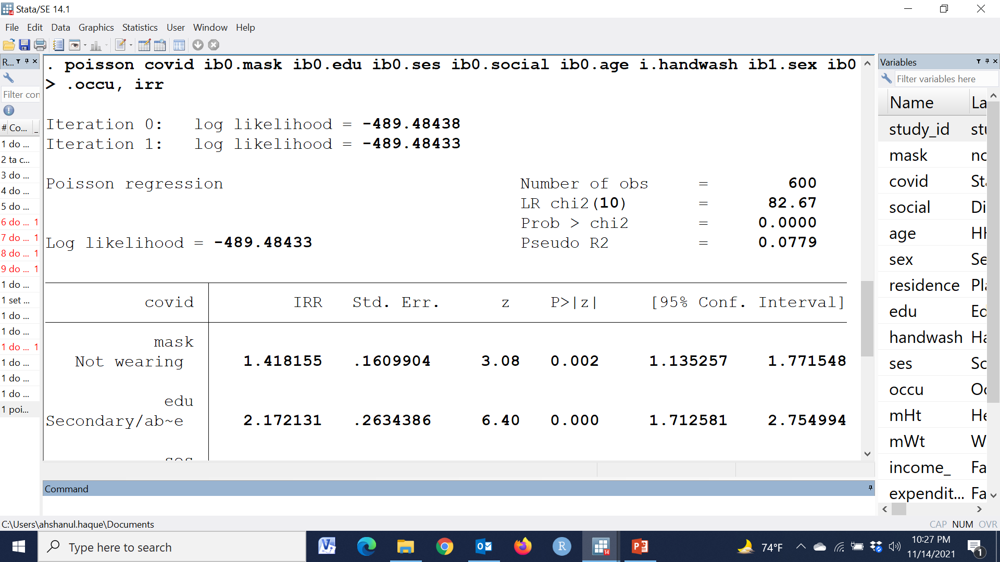 Stata/SE 14.1
File Edit Data Graphics Statistics User Window Help
R...
Filter con
# Co...
1 do ...
2 ta c...
3 do ...
4 do ...
5 do ...
6 do ... 1
7 do ... 1
8 do ... 1
9 do ... 1
1 do ...
1 set ...
1 do ...
1 do ...
1 do ... 1
1 do ...
1 do ...
1 do ...
1 poi...
. poisson covid ib0.mask ib0.edu ib0.ses ib0.social ib0.age i.handwash ib1.sex ib0
> .occu, irr
Iteration 0: log likelihood = -489.48438
Iteration 1: log likelihood = -489.48433
Poisson regression Number of obs = 600
LR chi2(10) = 82.67
Prob > chi2 = 0.0000
Log likelihood = -489.48433 Pseudo R2 = 0.0779
covid IRR Std. Err. z P>|z| [95% Conf. Interval]
mask
Not wearing 1.418155 .1609904 3.08 0.002 1.135257 1.771548
edu
Secondary/ab~e 2.172131 .2634386 6.40 0.000 1.712581 2.754994
ses
Command
Variables
Filter variables here
Name La
study_id stu
mask no
covid Sta
social Di
age HH
sex Se
residence Pla
edu Ed
handwash Ha
ses So
occu Oc
mHt He
mWt W
income_ Fa
expendit... Fa
C:\Users\ahshanul.haque\Documents
CAP NUM OVR
Type here to search
74°F
10:27 PM
11/14/2021
1